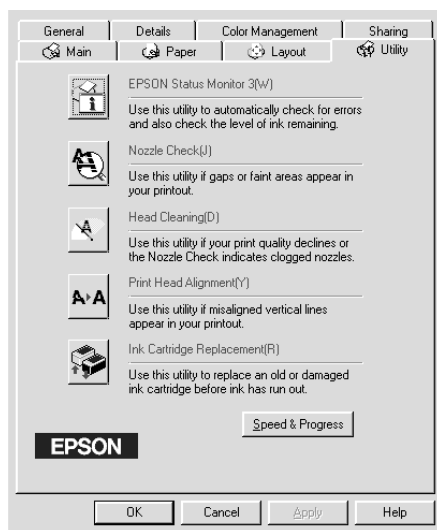 General Details Color Management Sharing
Main Paper Layout Utility
EPSON Status Monitor 3(W)
Use this utility to automatically check for errors
and also check the level of ink remaining.
Nozzle Check(J)
Use this utility if gaps or faint areas appear in
your printout.
Head Cleaning(D)
Use this utility if your print quality declines or
the Nozzle Check indicates clogged nozzles.
Print Head Alignment(Y)
Use this utility if misaligned vertical lines
appear in your printout.
Ink Cartridge Replacement(R)
Use this utility to replace an old or damaged
ink cartridge before ink has run out.
Speed & Progress
EPSON
OK Cancel Apply Help